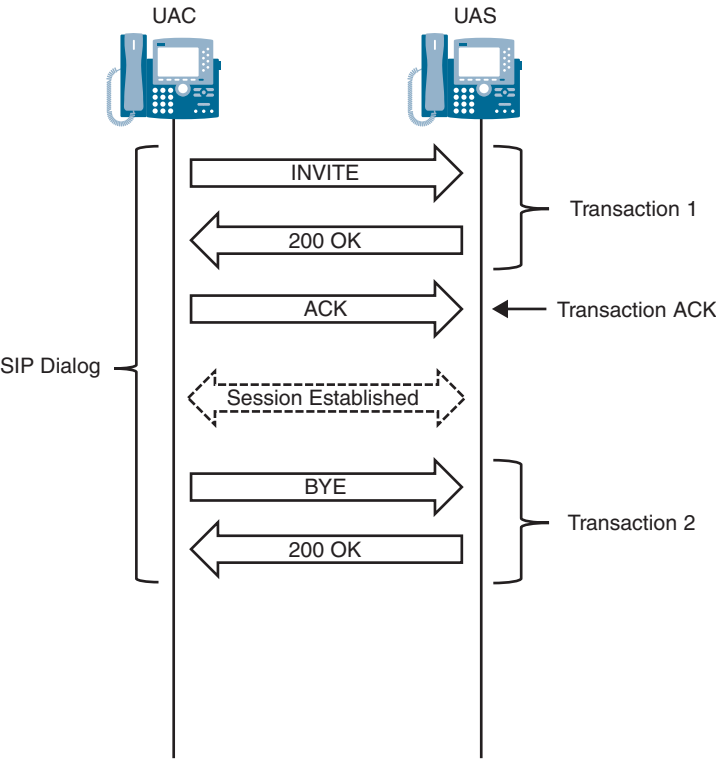 UAC
UAS
INVITE
Transaction 1
200 OK
ACK
Transaction ACK
SIP Dialog
Session Established
BYE
Transaction 2
200 OK